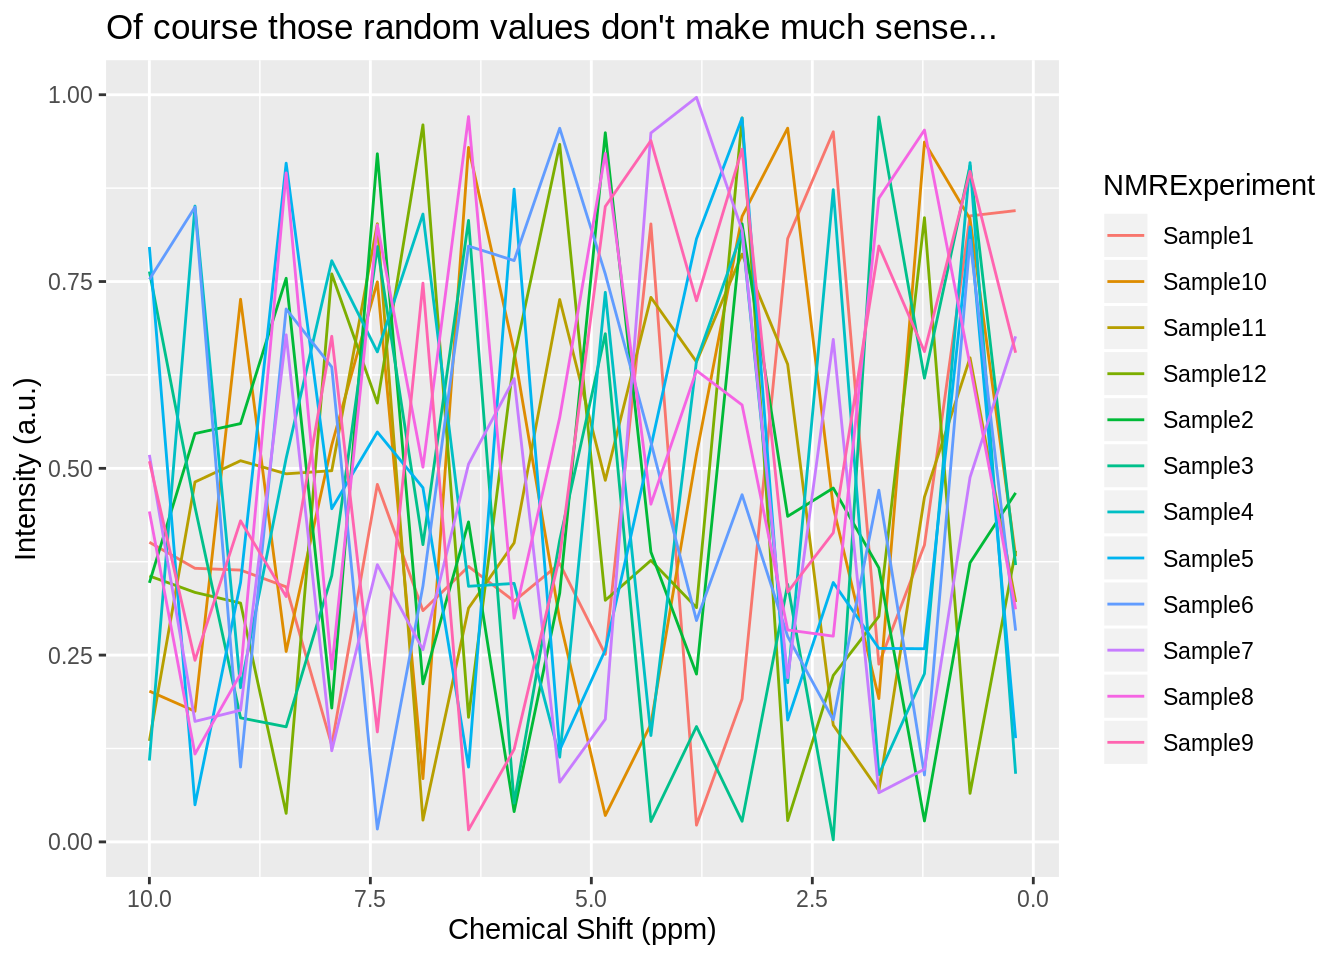 Of course those random values don't make much sense...
1.00
0.75
0.50
0.25
0.00
Intensity (a.u.)
10.0
7.5
5.0
2.5
0.0
Chemical Shift (ppm)
NMRExperiment
Sample1
Sample10
Sample11
Sample12
Sample2
Sample3
Sample4
Sample5
Sample6
Sample7
Sample8
Sample9